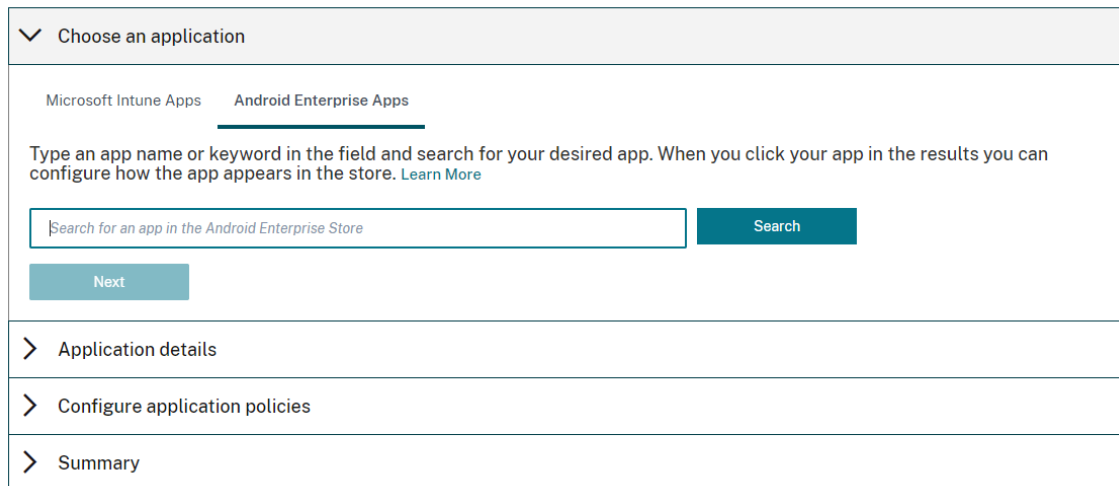 Choose an application
Microsoft Intune Apps
Android Enterprise Apps
Type an app name or keyword in the field and search for your desired app. When you click your app in the results you can
configure how the app appears in the store. Learn More
Search for an app in the Android Enterprise Store
Search
Next
Application details
Configure application policies
Summary